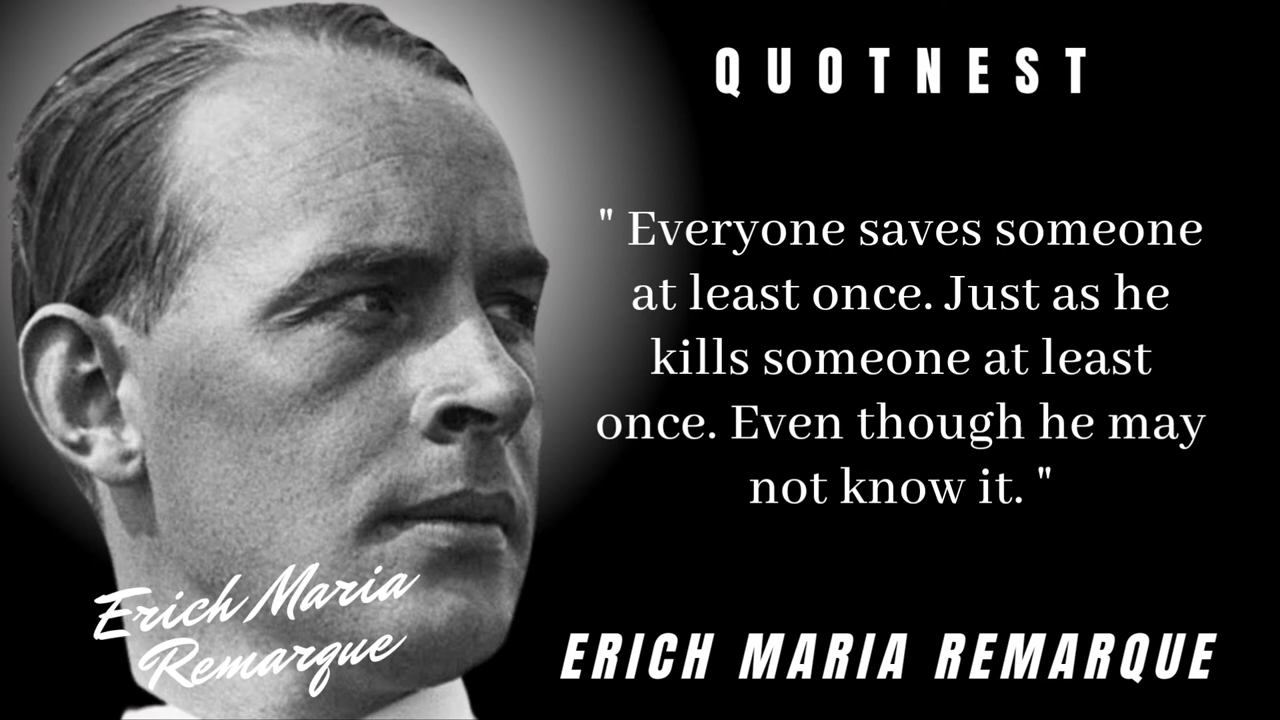 QUOTNEST
" Everyone saves someone
at least once. Just as he
kills someone at least
once. Even though he may
not know it. "
Erich Maria
Remarque
ERICH MARIA REMARQUE